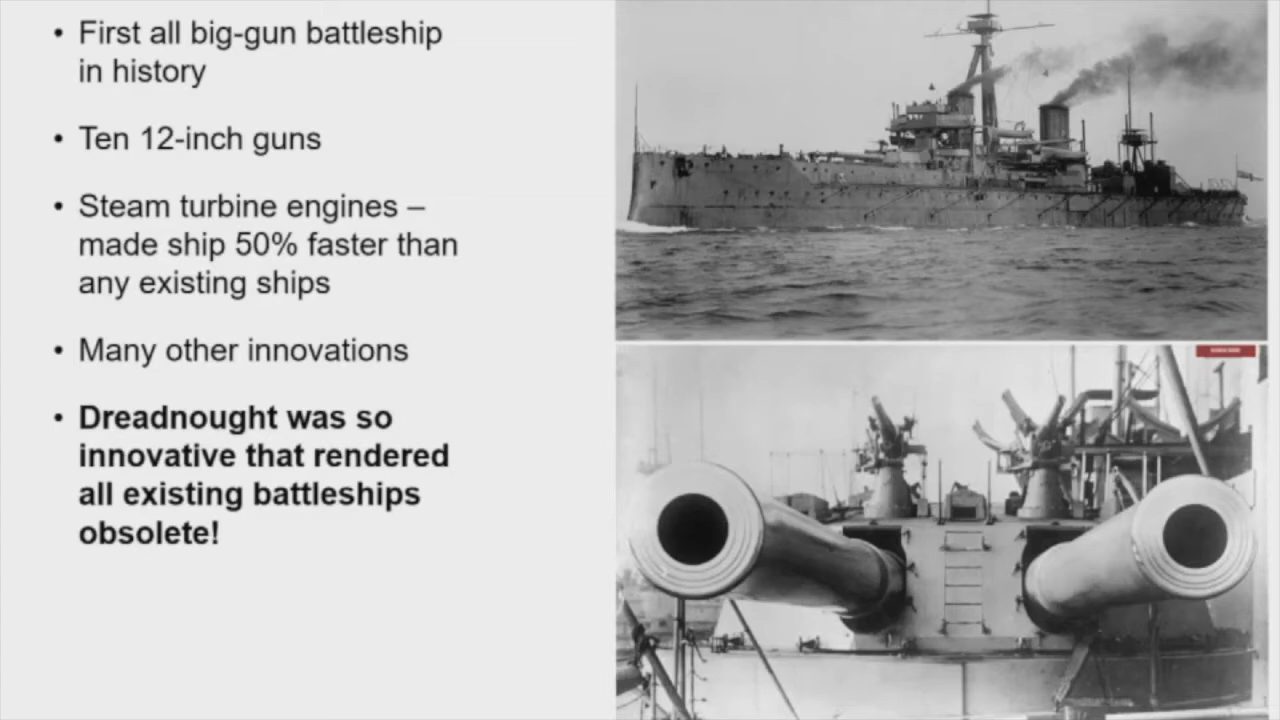 • First all big-gun battleship
in history
• Ten 12-inch guns
• Steam turbine engines –
made ship 50% faster than
any existing ships
• Many other innovations
• Dreadnought was so
innovative that rendered
all existing battleships
obsolete!